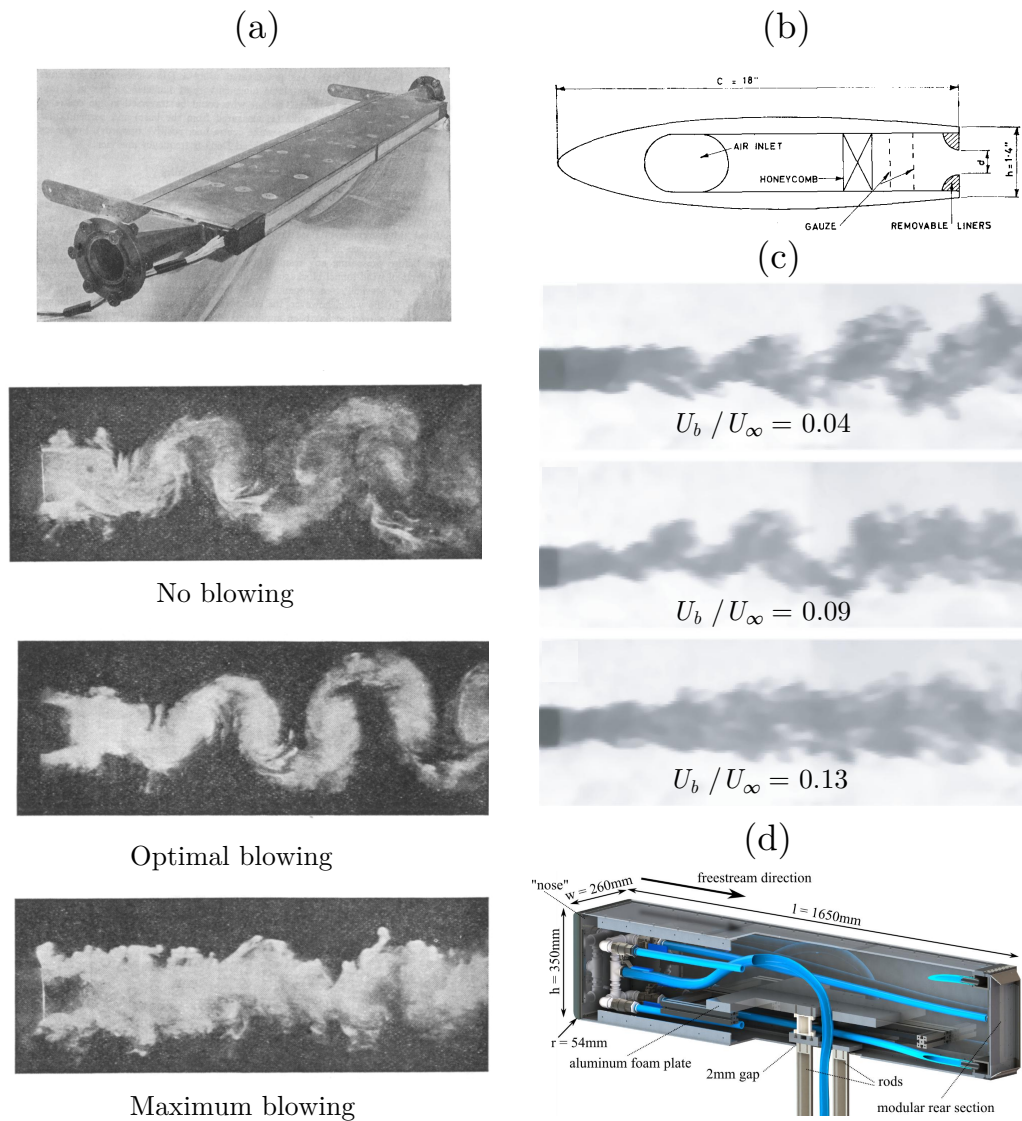 (a)
No blowing
Optimal blowing
Maximum blowing
(b)
C = 18"
AIR INLET
HONEYCOMB
GAUZE
REMOVABLE LINERS
d
h=1·4"
(c)
U_b / U_∞ = 0.04
U_b / U_∞ = 0.09
U_b / U_∞ = 0.13
(d)
"nose"
w = 260mm
freestream direction
l = 1650mm
h = 350mm
r = 54mm
aluminum foam plate
2mm gap
rods
modular rear section